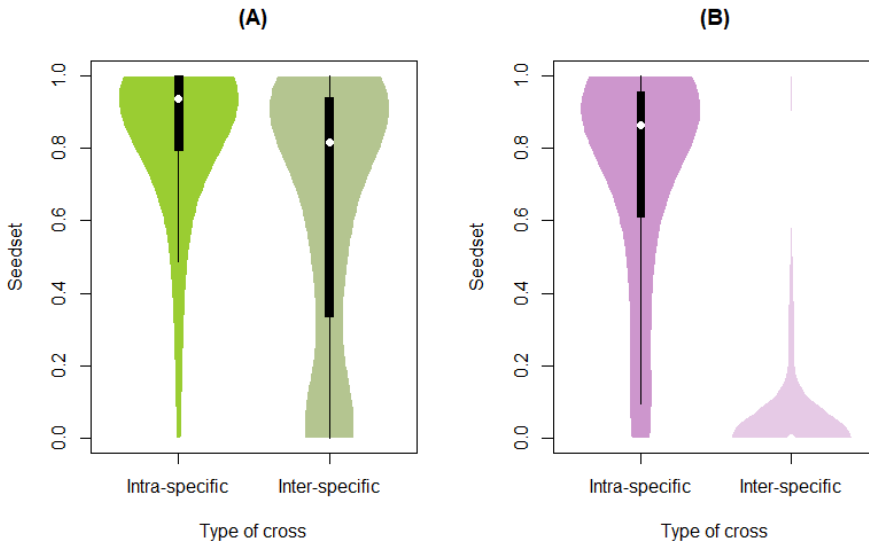 (A)
Seedset
1.0
0.8
0.6
0.4
0.2
0.0
Intra-specific
Inter-specific
Type of cross
(B)
Seedset
1.0
0.8
0.6
0.4
0.2
0.0
Intra-specific
Inter-specific
Type of cross